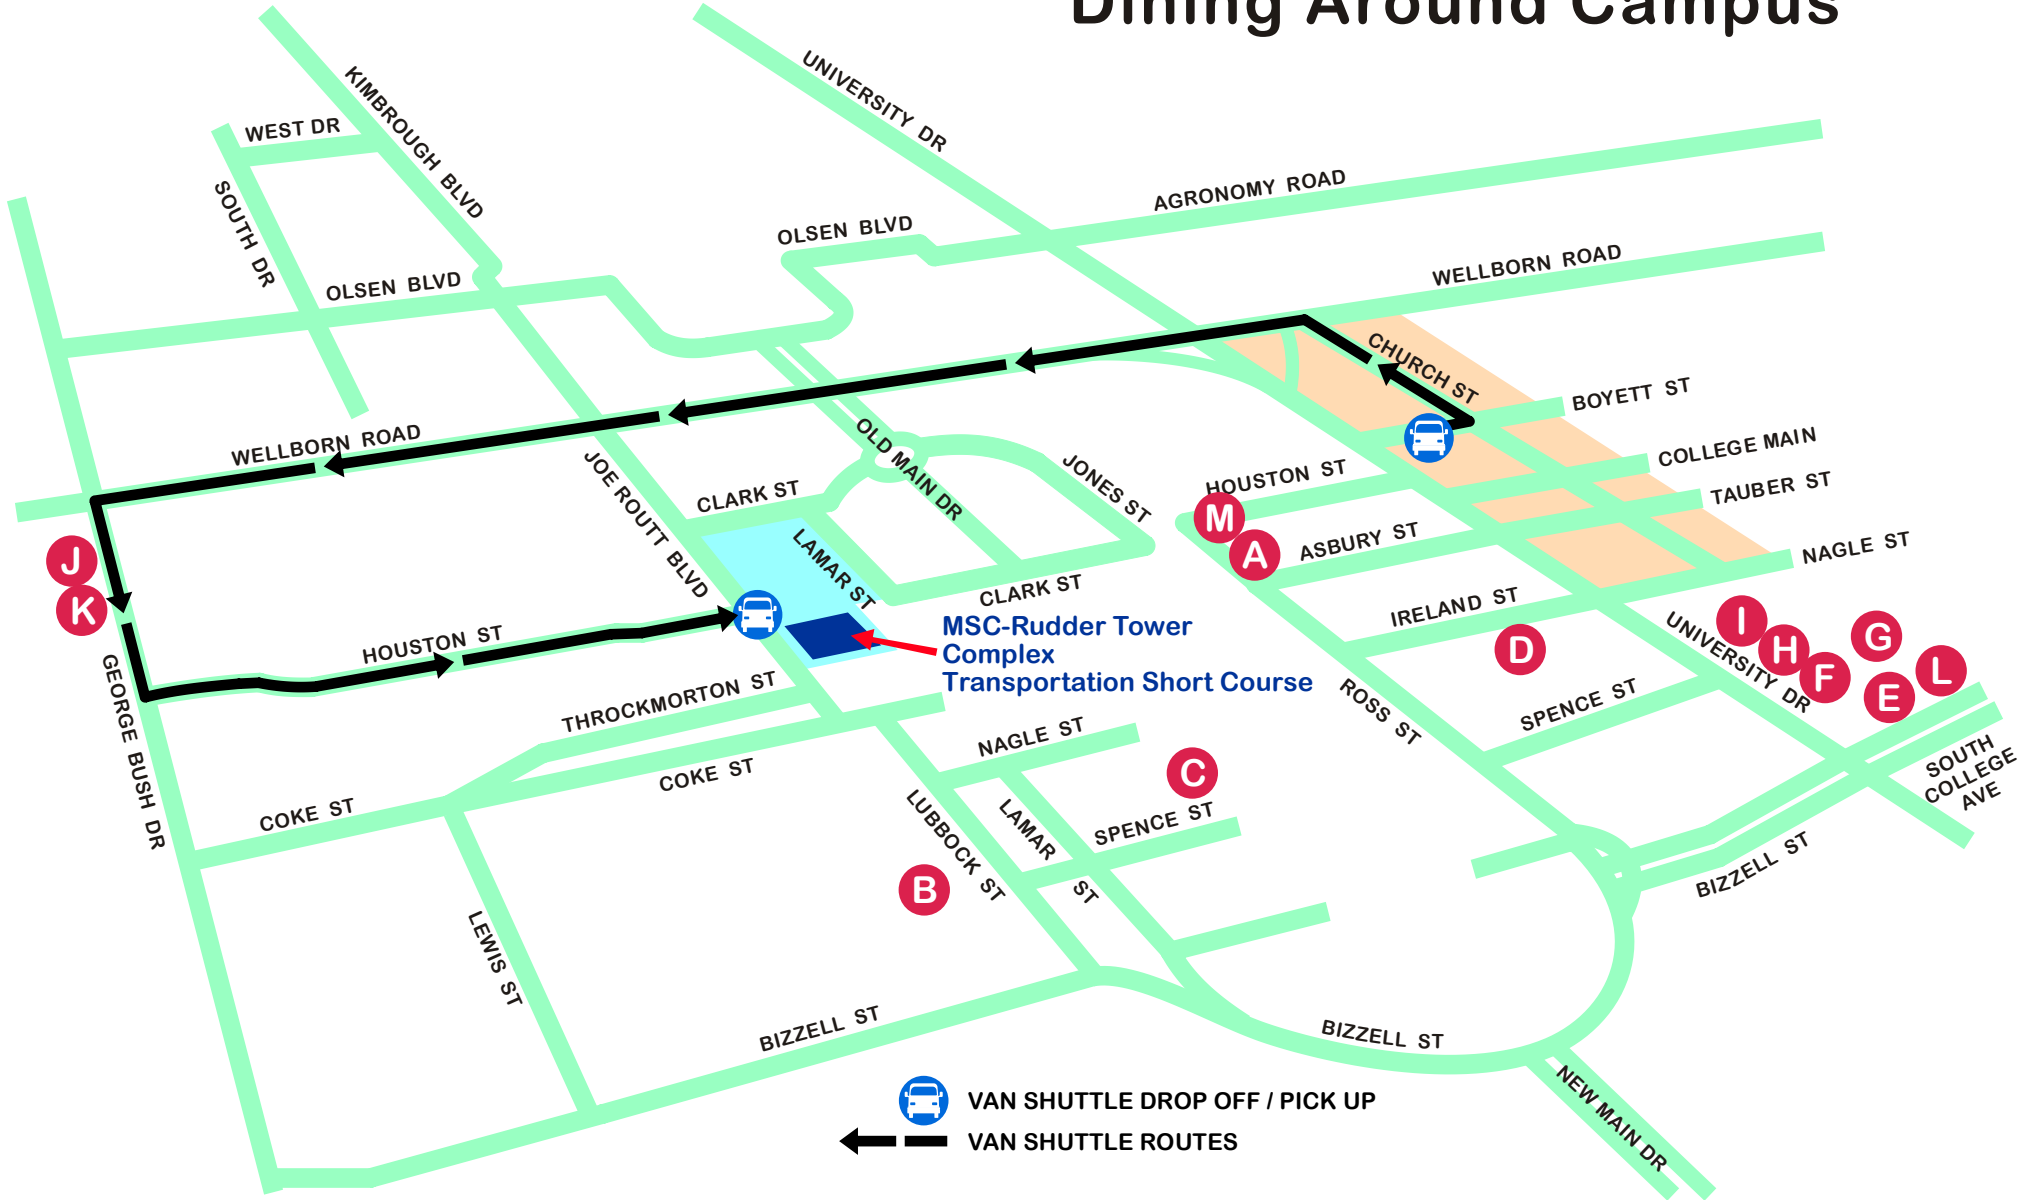 Dining Around Campus
KIMBROUGH BLVD
UNIVERSITY DR
WEST DR
SOUTH DR
OLSEN BLVD
OLSEN BLVD
AGRONOMY ROAD
WELLBORN ROAD
CHURCH ST
BOYETT ST
COLLEGE MAIN
TAUBER ST
NAGLE ST
WELLBORN ROAD
JOE ROUTT BLVD
CLARK ST
OLD MAIN DR
JONES ST
HOUSTON ST
M
A
ASBURY ST
LAMAR ST
CLARK ST
IRELAND ST
D
J
K
HOUSTON ST
MSC-Rudder Tower
Complex
Transportation Short Course
UNIVERSITY DR
I
H
G
F
E
L
GEORGE BUSH DR
THROCKMORTON ST
ROSS ST
SPENCE ST
NAGLE ST
COKE ST
COKE ST
C
SOUTH
COLLEGE
AVE
LUBBOCK ST
LAMAR ST
SPENCE ST
B
BIZZELL ST
LEWIS ST
BIZZELL ST
BIZZELL ST
NEW MAIN DR
VAN SHUTTLE DROP OFF / PICK UP
VAN SHUTTLE ROUTES